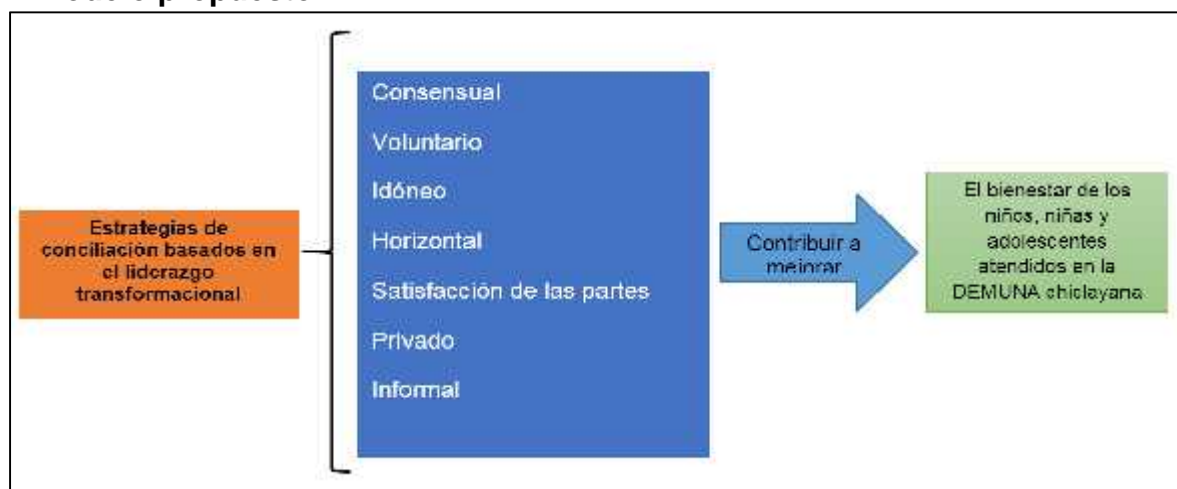 Estrategias de
conciliación basados en
el liderazgo
transformacional
Consensual
Voluntario
Idóneo
Horizontal
Satisfacción de las partes
Privado
Informal
Contribuir a
mejorar
El bienestar de los
niños, niñas y
adolescentes
atendidos en la
DEMUNA chiclayana